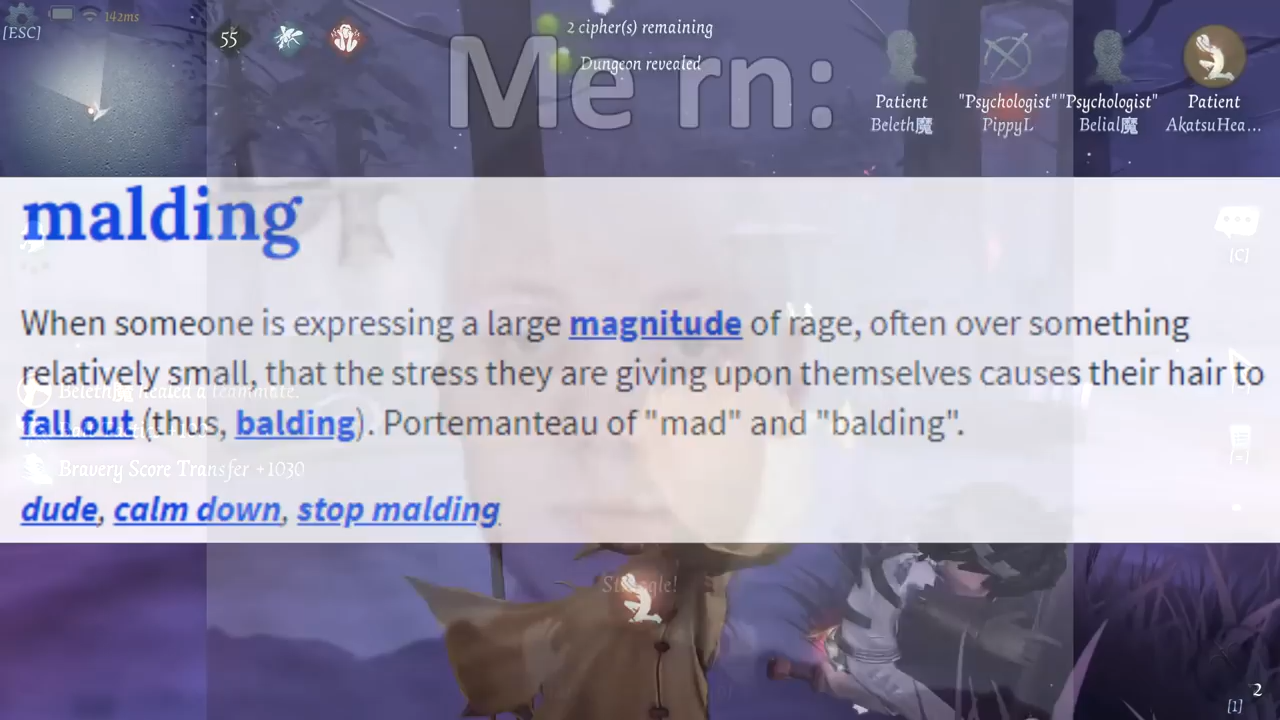 142ms
[ESC]
55
2 cipher(s) remaining
Dungeon revealed
Me rn:
Patient
Beleth魔
"Psychologist"
PippyL
"Psychologist"
Belial魔
Patient
AkatsuHea...
malding
[C]
When someone is expressing a large magnitude of rage, often over something
relatively small, that the stress they are giving upon themselves causes their hair to
fall out (thus, balding). Portemanteau of "mad" and "balding".
healed a teammate.
Bravery Score Transfer +1030
dude, calm down, stop malding
Struggle!
2
[1]